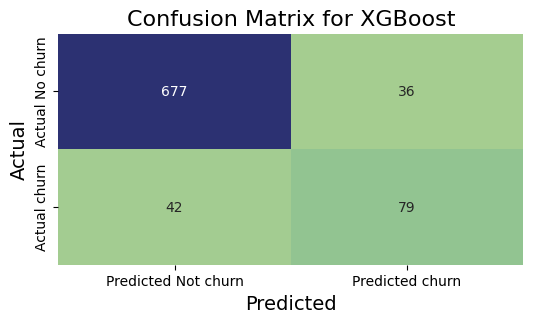 Confusion Matrix for XGBoost
Actual
Actual No churn
677
36
Actual churn
42
79
Predicted Not churn
Predicted churn
Predicted